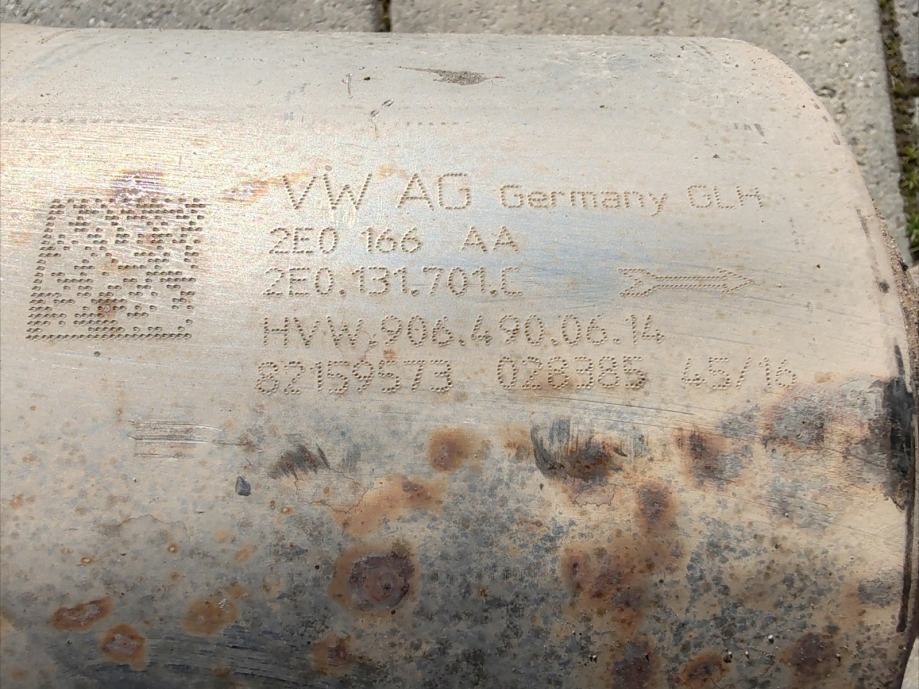 VW AG Germany GLH
2E0 166 AA
2E0.131.701.C
HVW.906.490.06.14
82159573 028385 45/16